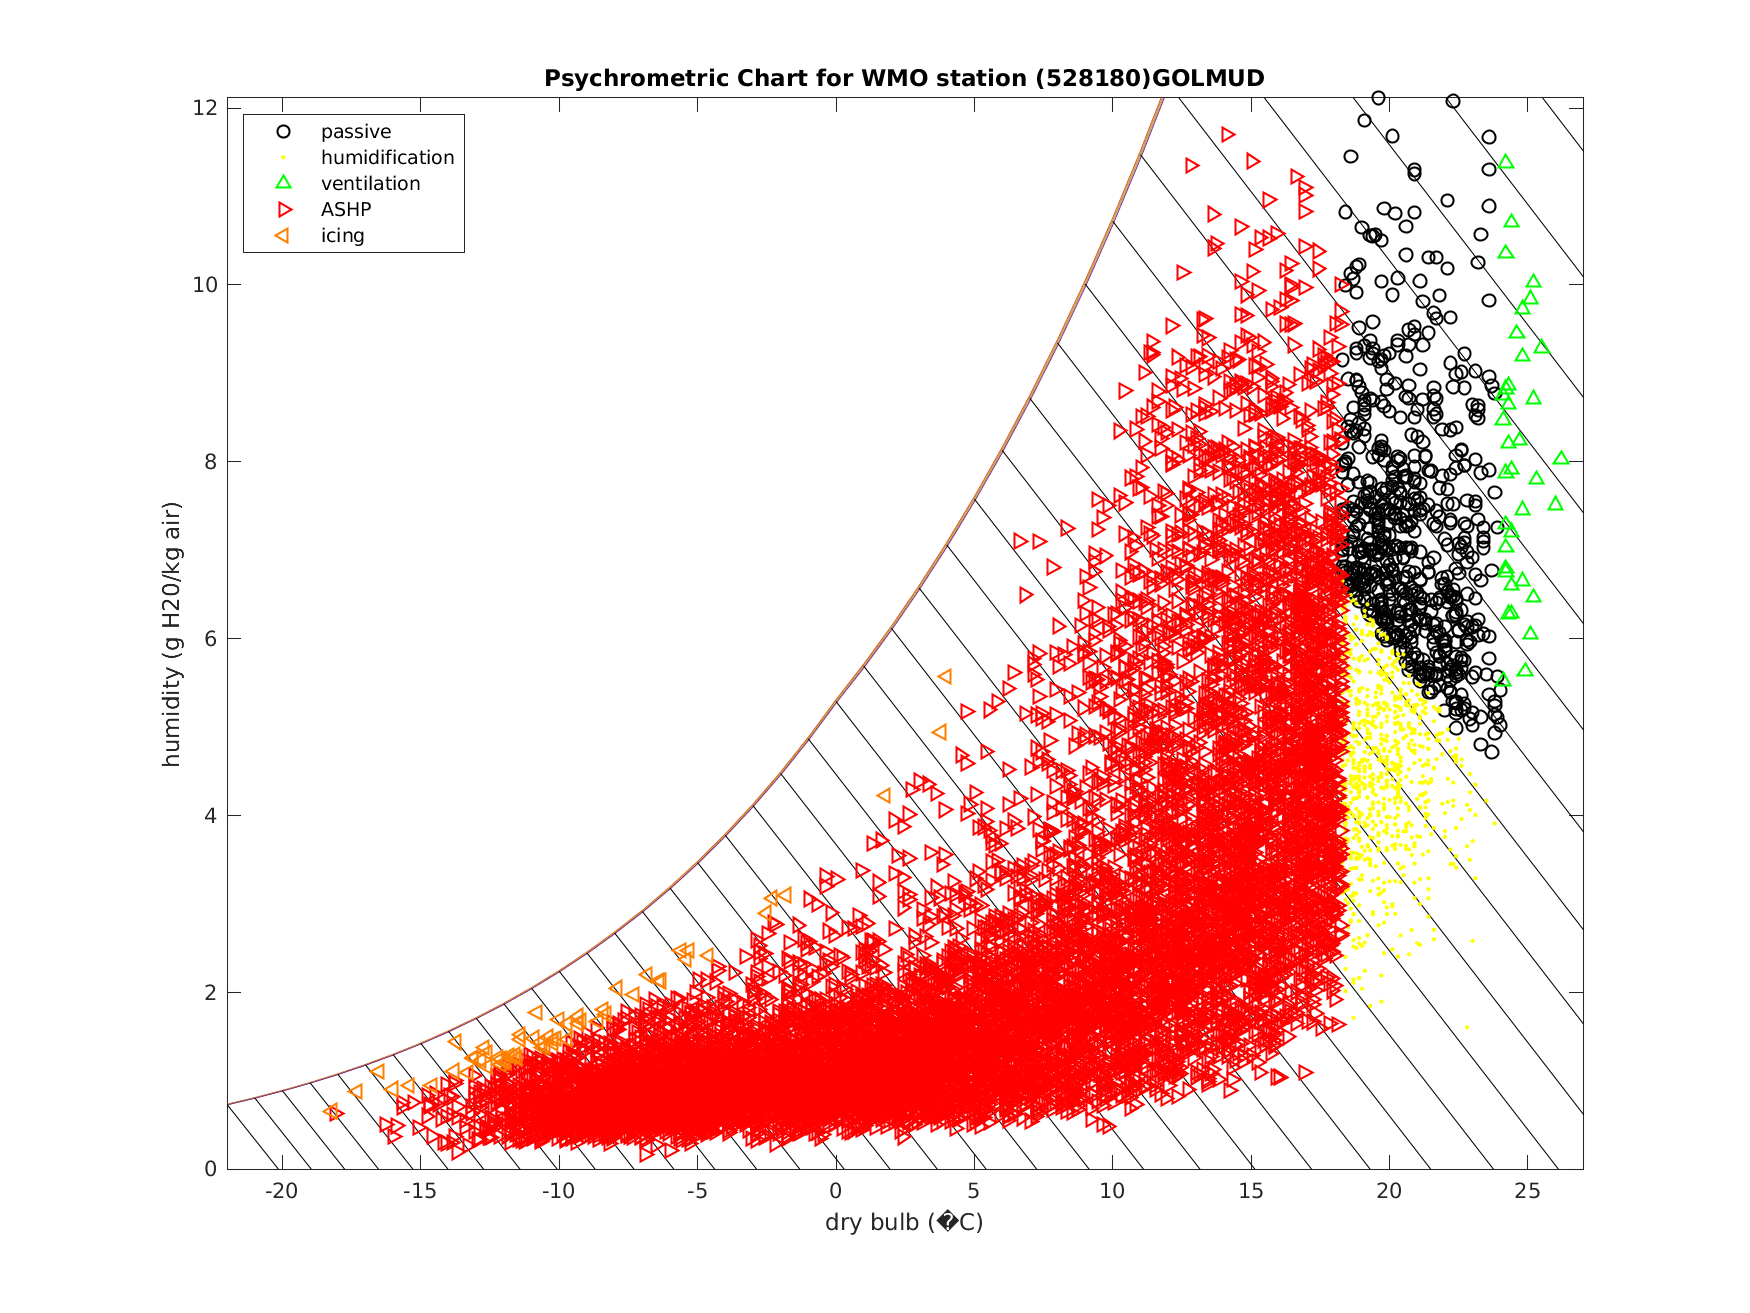 Psychrometric Chart for WMO station (528180)GOLMUD
passive
humidification
ventilation
ASHP
icing
12
10
8
6
4
2
0
humidity (g H20/kg air)
-20 -15 -10 -5 0 5 10 15 20 25
dry bulb (�C)